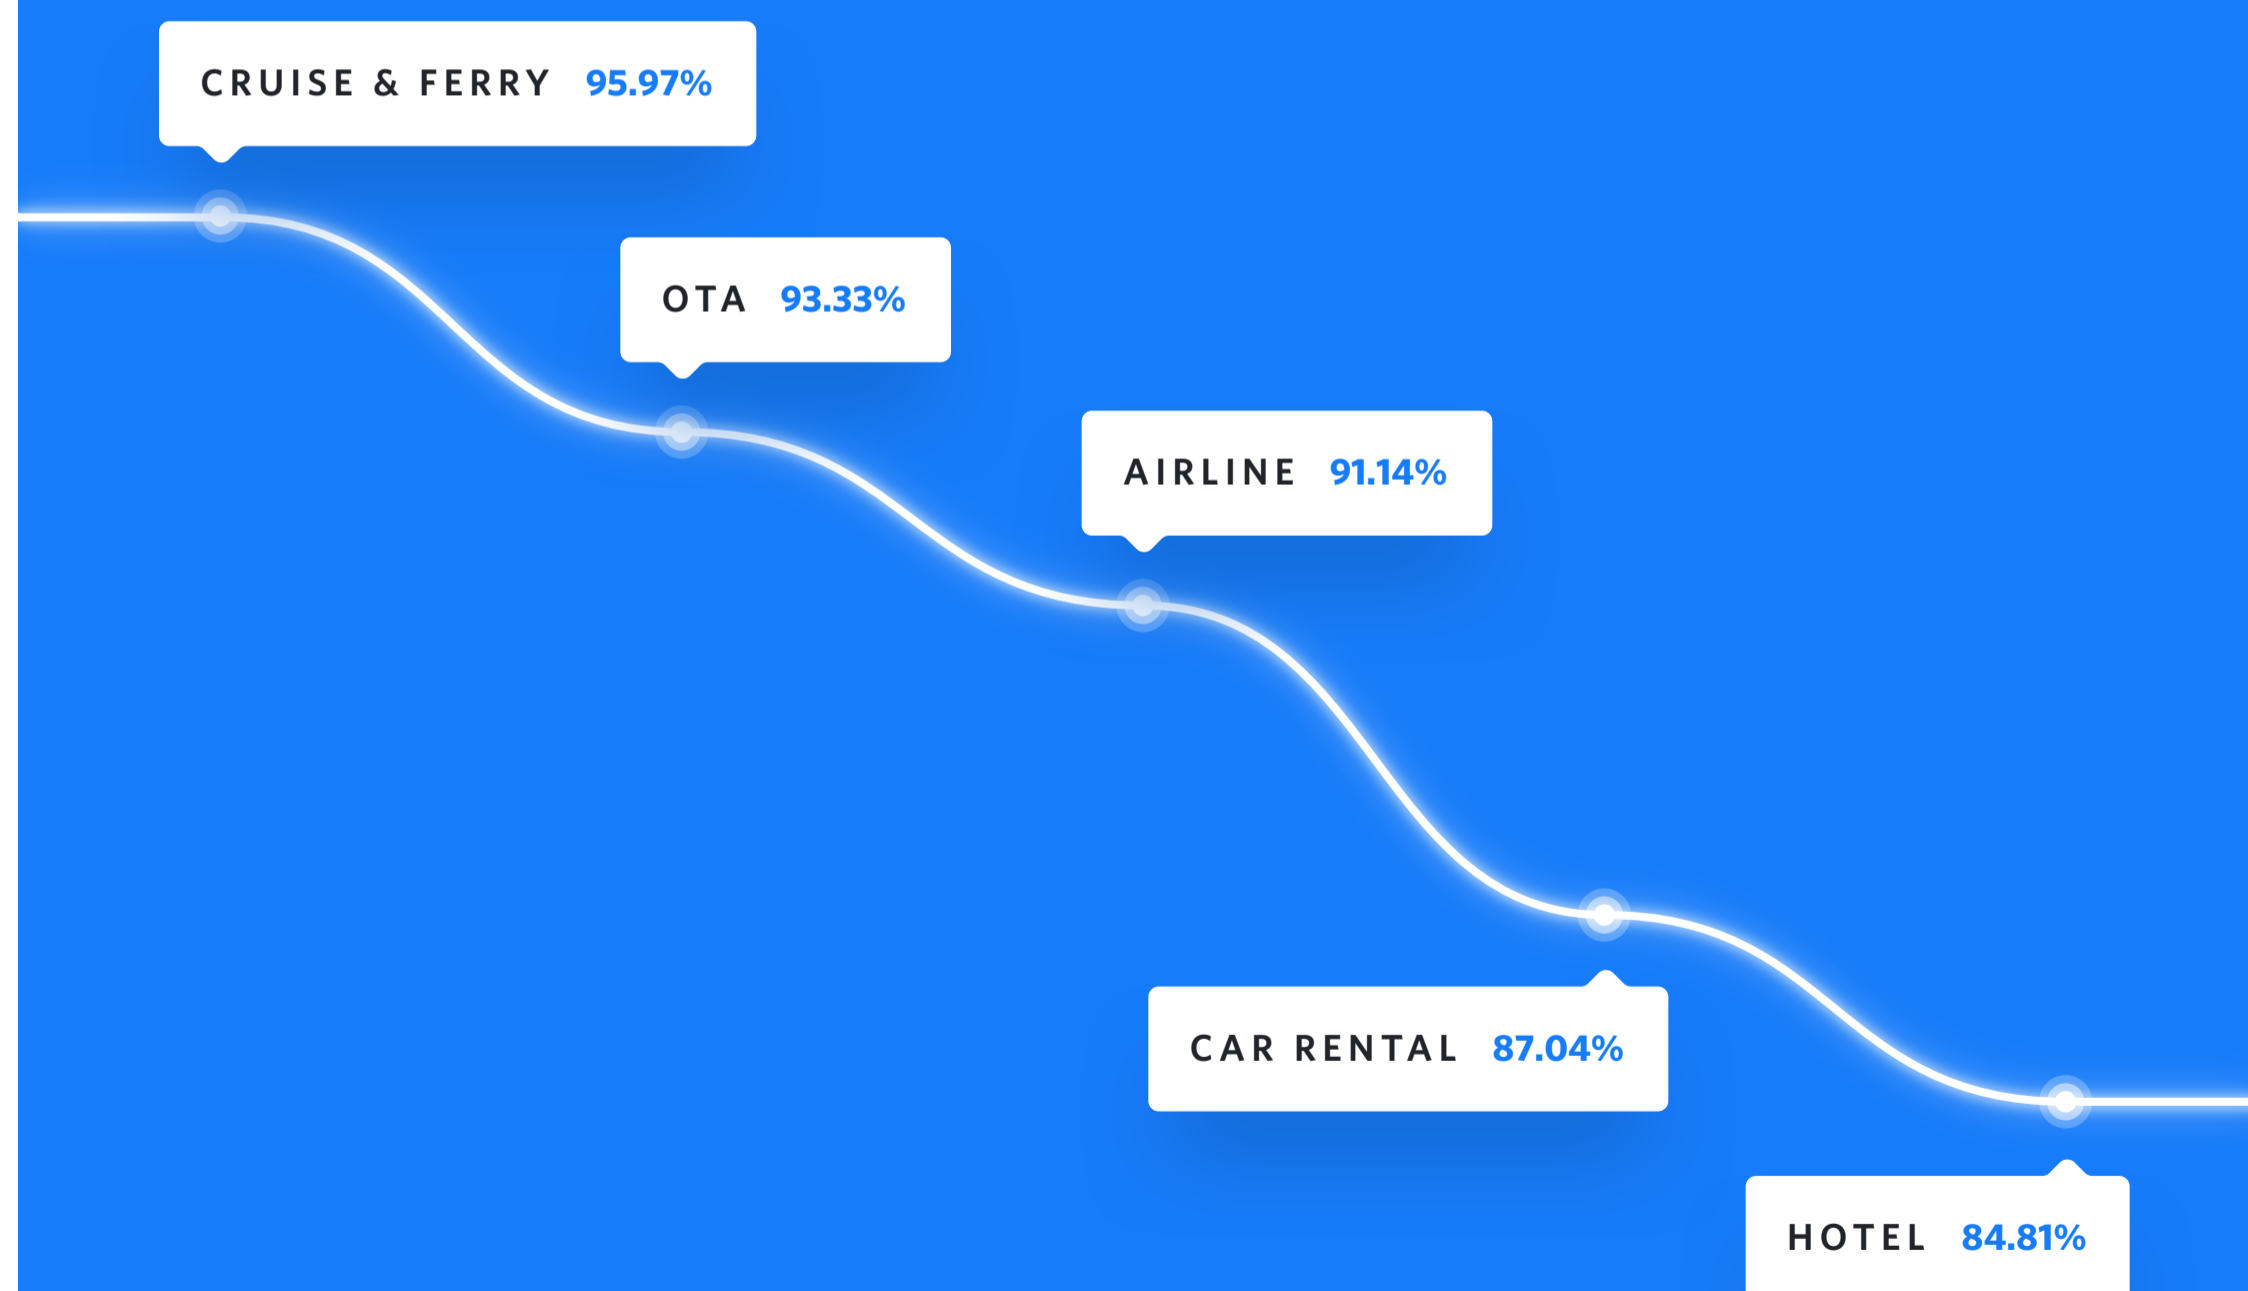 CRUISE & FERRY 95.97%
OTA 93.33%
AIRLINE 91.14%
CAR RENTAL 87.04%
HOTEL 84.81%